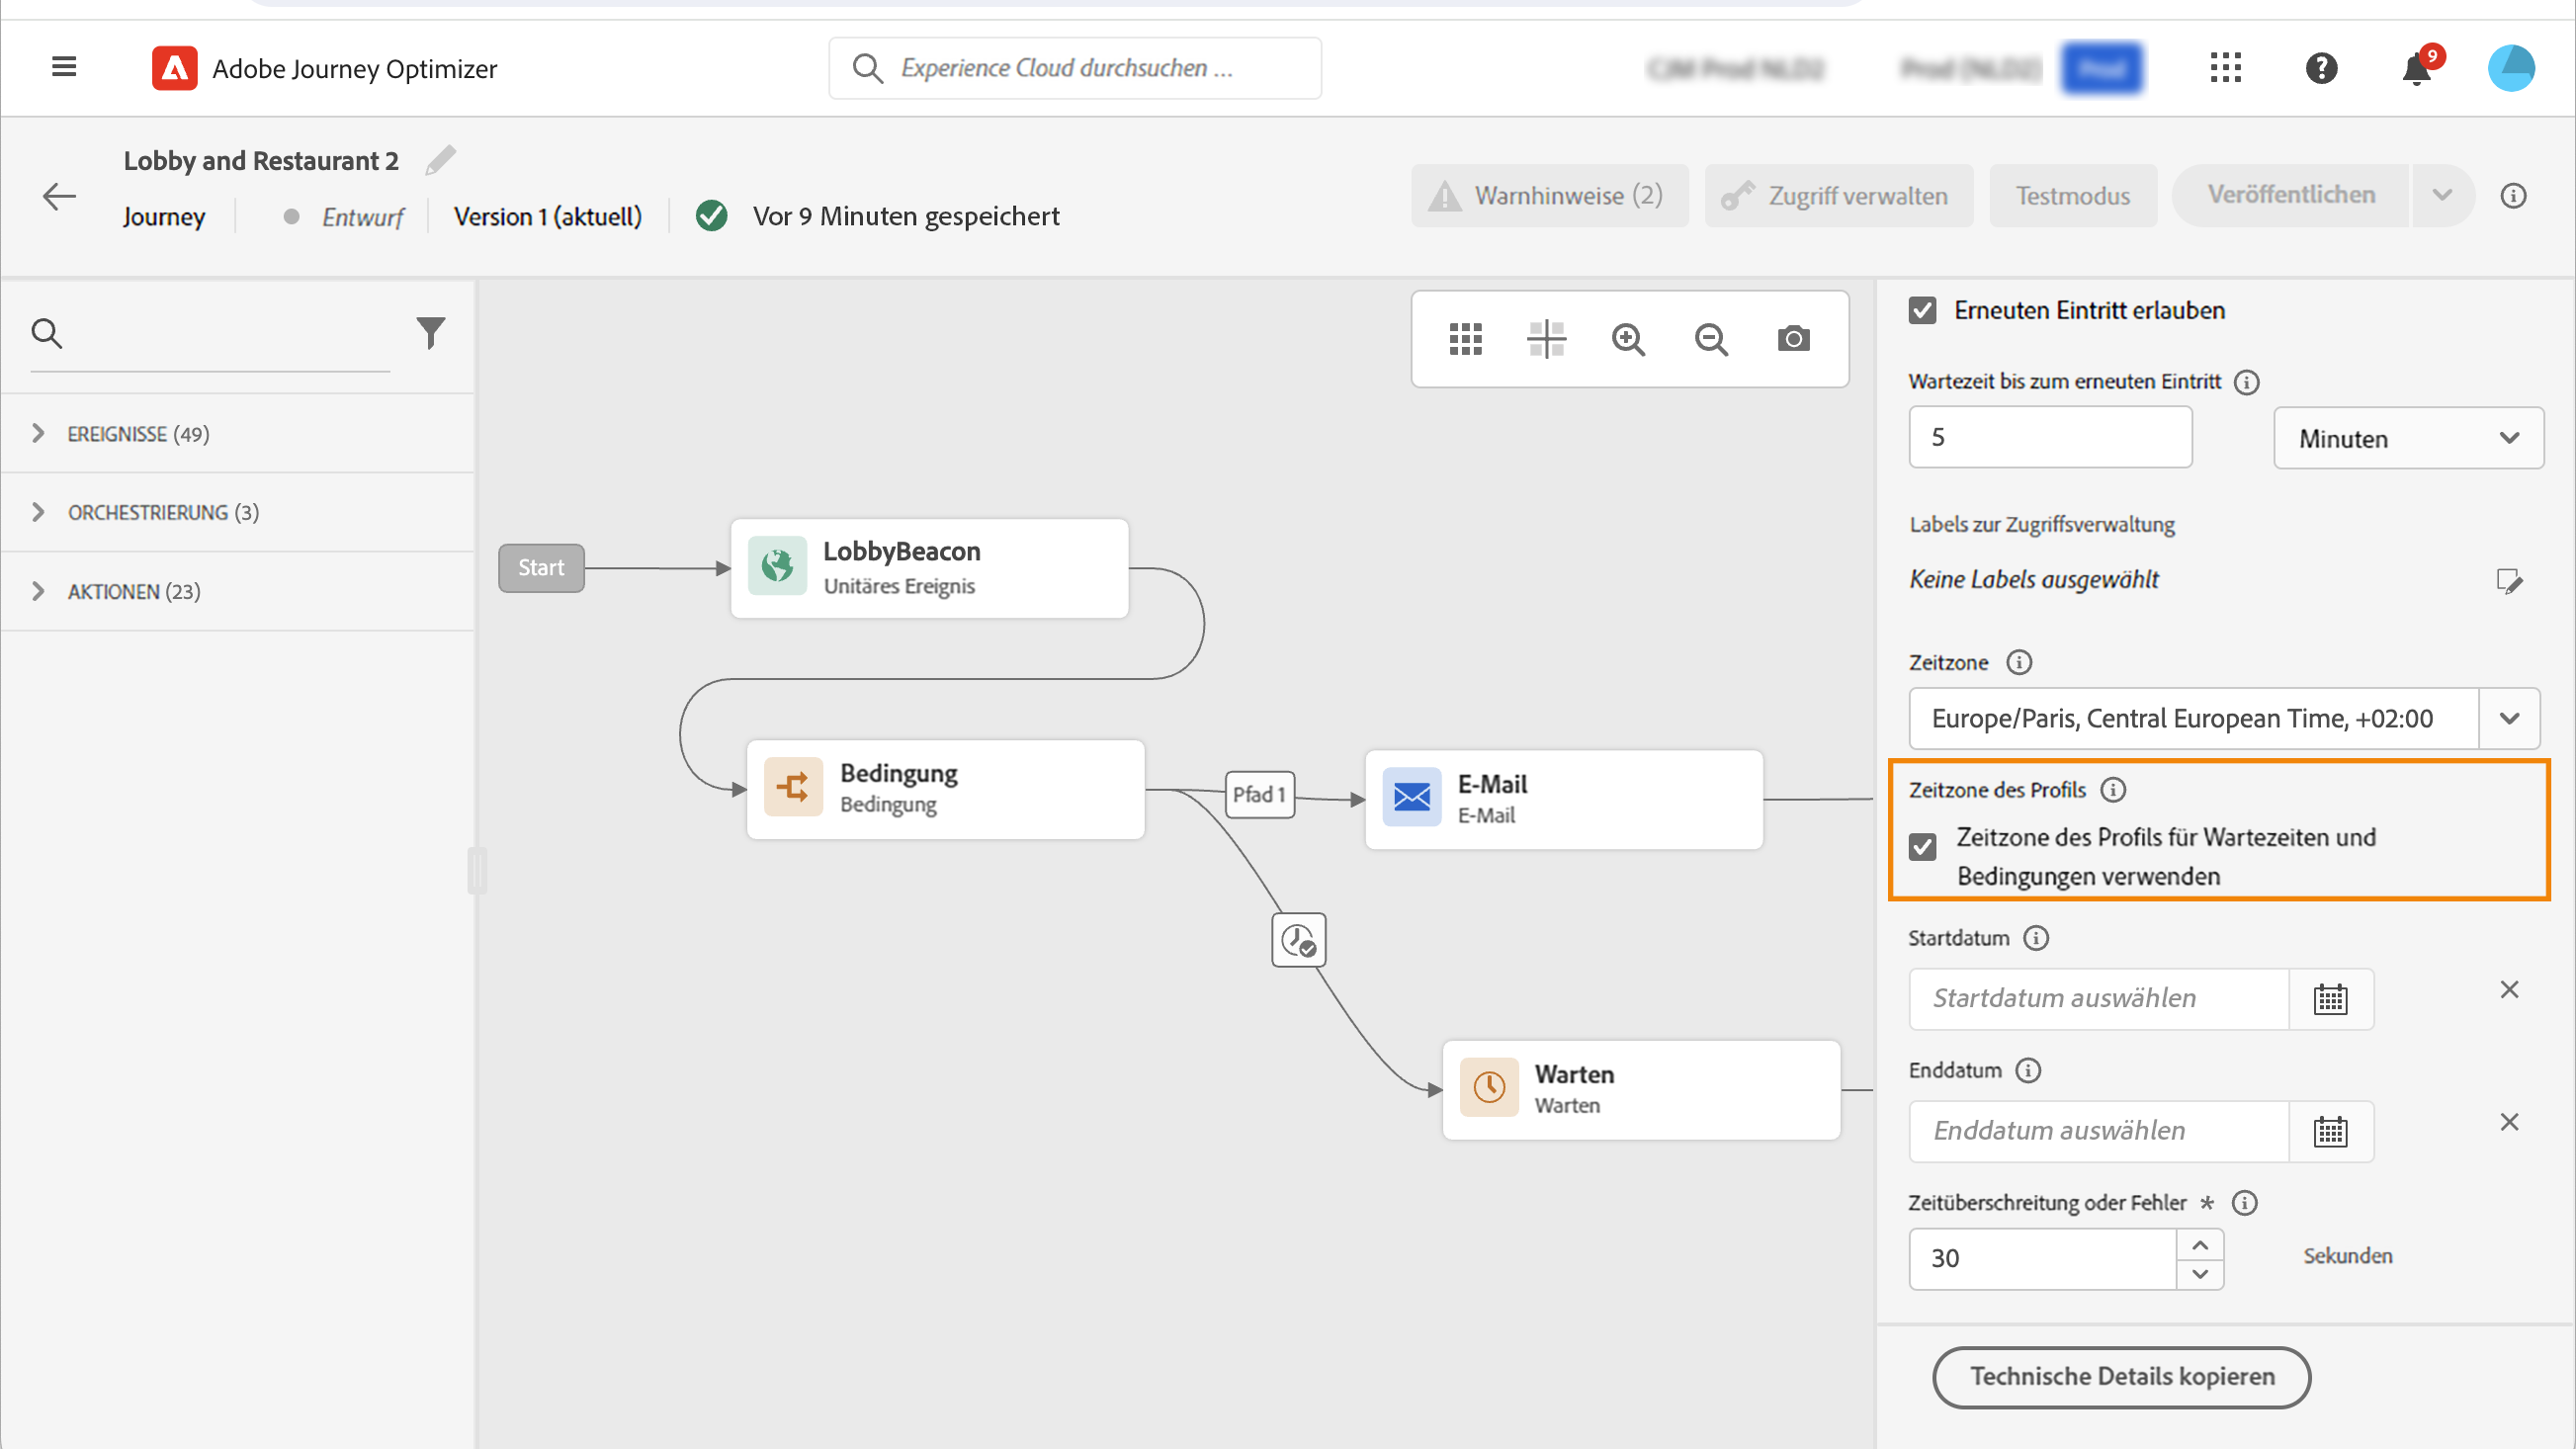 Adobe Journey Optimizer
Experience Cloud durchsuchen ...
9
Lobby and Restaurant 2
Journey
Entwurf
Version 1 (aktuell)
Vor 9 Minuten gespeichert
Warnhinweise (2)
Zugriff verwalten
Testmodus
Veröffentlichen
EREIGNISSE (49)
ORCHESTRIERUNG (3)
AKTIONEN (23)
Start
LobbyBeacon
Unitäres Ereignis
Bedingung
Bedingung
Pfad 1
E-Mail
E-Mail
Warten
Warten
Erneuten Eintritt erlauben
Wartezeit bis zum erneuten Eintritt
5
Minuten
Labels zur Zugriffsverwaltung
Keine Labels ausgewählt
Zeitzone
Europe/Paris, Central European Time, +02:00
Zeitzone des Profils
Zeitzone des Profils für Wartezeiten und
Bedingungen verwenden
Startdatum
Startdatum auswählen
Enddatum
Enddatum auswählen
Zeitüberschreitung oder Fehler *
30
Sekunden
Technische Details kopieren